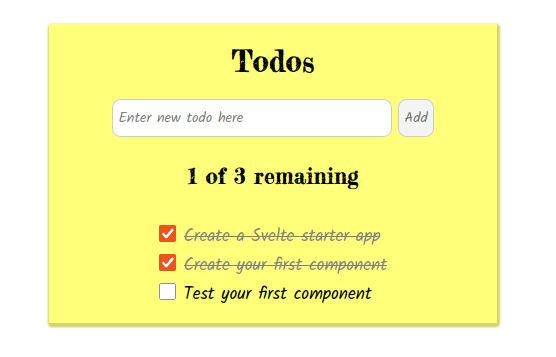 Todos
Enter new todo here
Add
1 of 3 remaining
Create a Svelte starter app
Create your first component
Test your first component